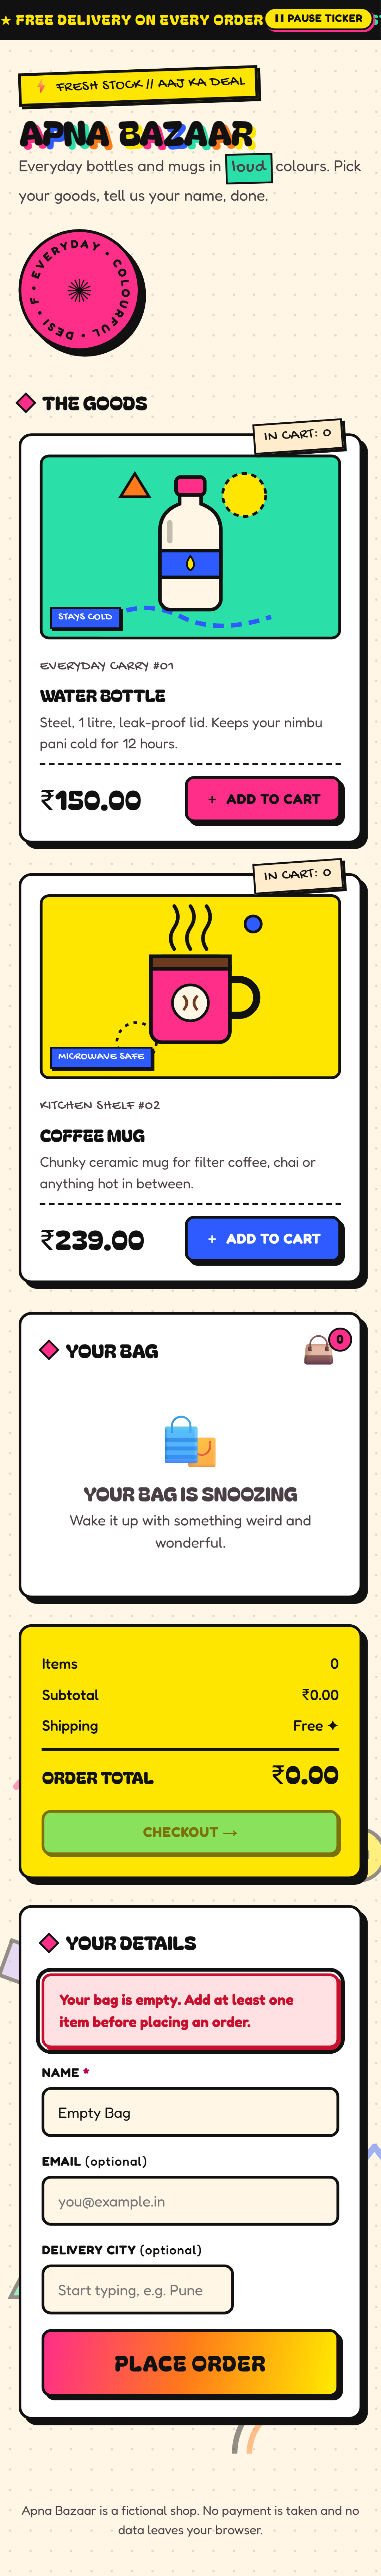 ★ FREE DELIVERY ON EVERY ORDER
PAUSE TICKER
FRESH STOCK // AAJ KA DEAL
APNA BAZAAR
Everyday bottles and mugs in loud colours. Pick
your goods, tell us your name, done.
EVERYDAY • COLOURFUL • DESI • F
THE GOODS
IN CART: 0
STAYS COLD
EVERYDAY CARRY #01
WATER BOTTLE
Steel, 1 litre, leak-proof lid. Keeps your nimbu
pani cold for 12 hours.
₹150.00
+ ADD TO CART
IN CART: 0
MICROWAVE SAFE
KITCHEN SHELF #02
COFFEE MUG
Chunky ceramic mug for filter coffee, chai or
anything hot in between.
₹239.00
+ ADD TO CART
YOUR BAG
0
YOUR BAG IS SNOOZING
Wake it up with something weird and
wonderful.
Items 0
Subtotal ₹0.00
Shipping Free ✦
ORDER TOTAL ₹0.00
CHECKOUT →
YOUR DETAILS
Your bag is empty. Add at least one
item before placing an order.
NAME *
Empty Bag
EMAIL (optional)
you@example.in
DELIVERY CITY (optional)
Start typing, e.g. Pune
PLACE ORDER
Apna Bazaar is a fictional shop. No payment is taken and no
data leaves your browser.